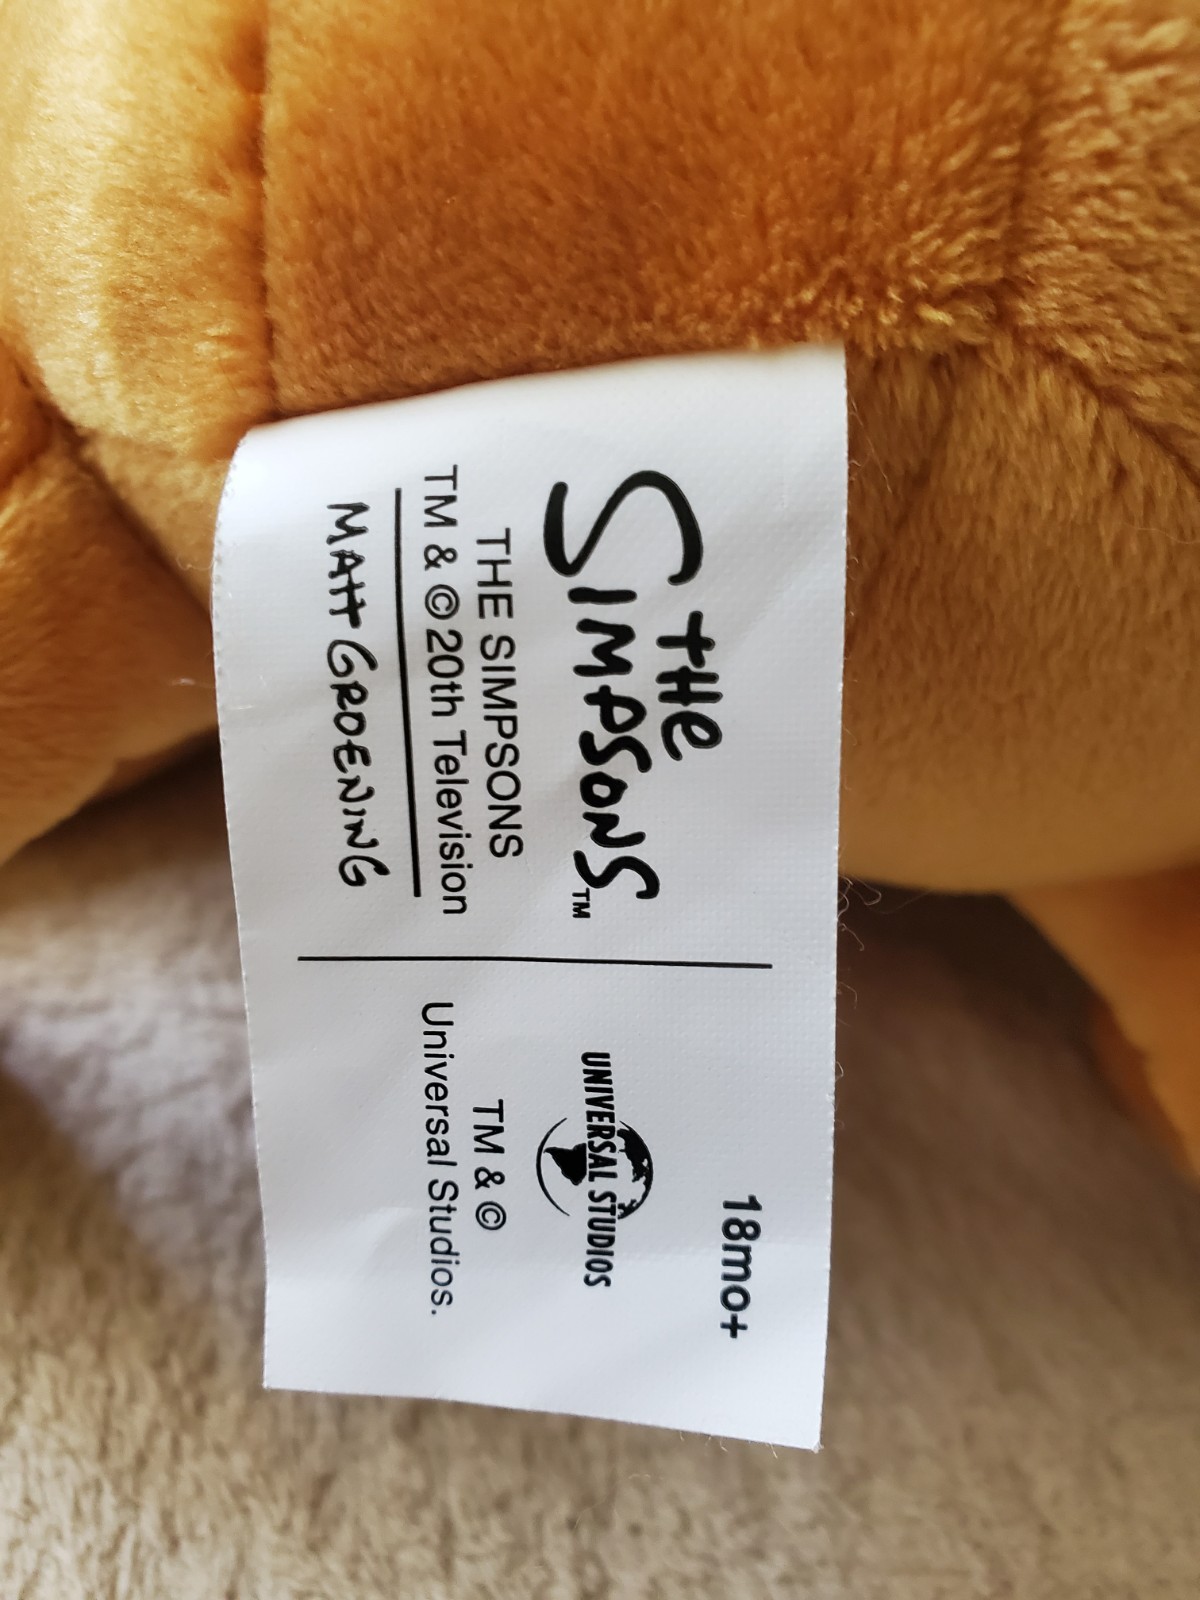 18mo+
THE
SIMPSONS™
THE SIMPSONS
TM & © 20th Television
MATT GROENING
UNIVERSAL STUDIOS
TM & ©
Universal Studios.